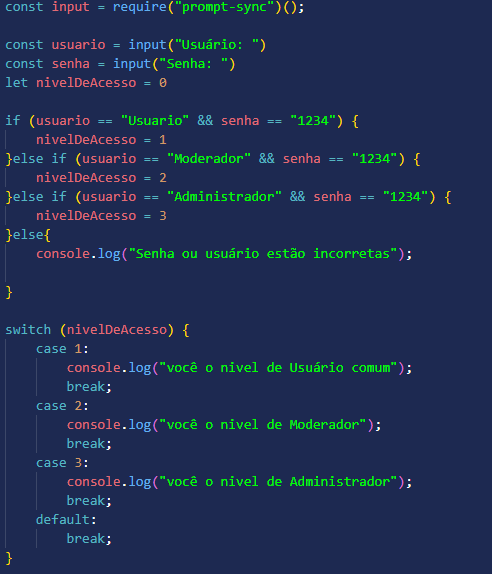 const input = require("prompt-sync")();

const usuario = input("Usuário: ")
const senha = input("Senha: ")
let nivelDeAcesso = 0

if (usuario == "Usuario" && senha == "1234") {
    nivelDeAcesso = 1
}else if (usuario == "Moderador" && senha == "1234") {
    nivelDeAcesso = 2
}else if (usuario == "Administrador" && senha == "1234") {
    nivelDeAcesso = 3
}else{
    console.log("Senha ou usuário estão incorretas");

}

switch (nivelDeAcesso) {
    case 1:
        console.log("você o nivel de Usuário comum");
        break;
    case 2:
        console.log("você o nivel de Moderador");
        break;
    case 3:
        console.log("você o nivel de Administrador");
        break;
    default:
        break;
}